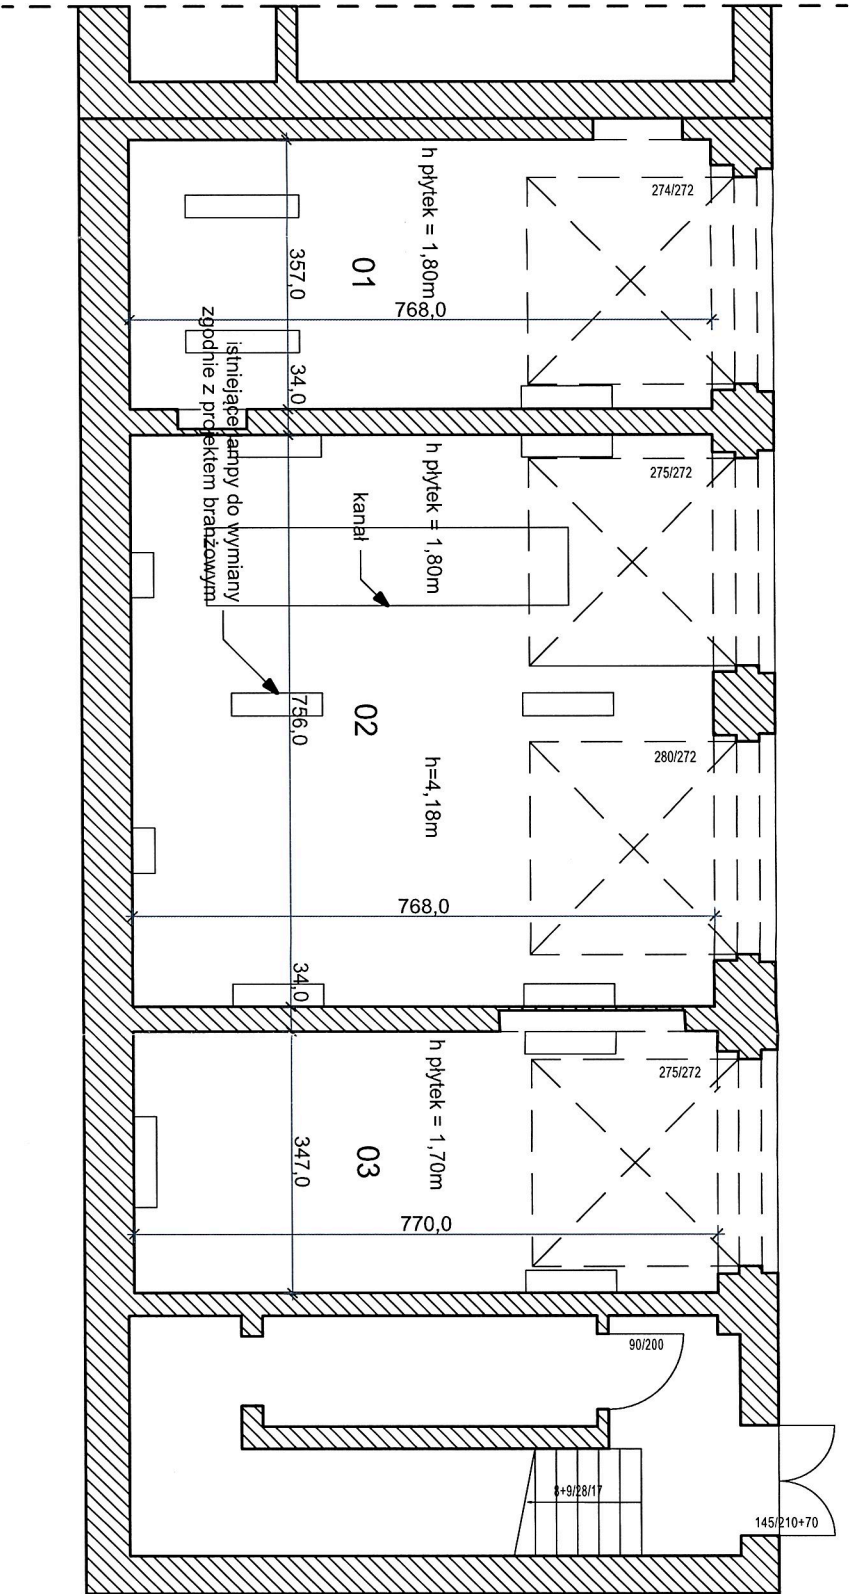 274/272
h płytek = 1,80m
01
357,0
768,0
34,0
istniejące lampy do wymiany
zgodnie z projektem branżowym
275/272
h płytek = 1,80m
kanał
02
756,0
280/272
h=4,18m
768,0
34,0
275/272
h płytek = 1,70m
03
347,0
770,0
90/200
8+9/28/17
145/210+70